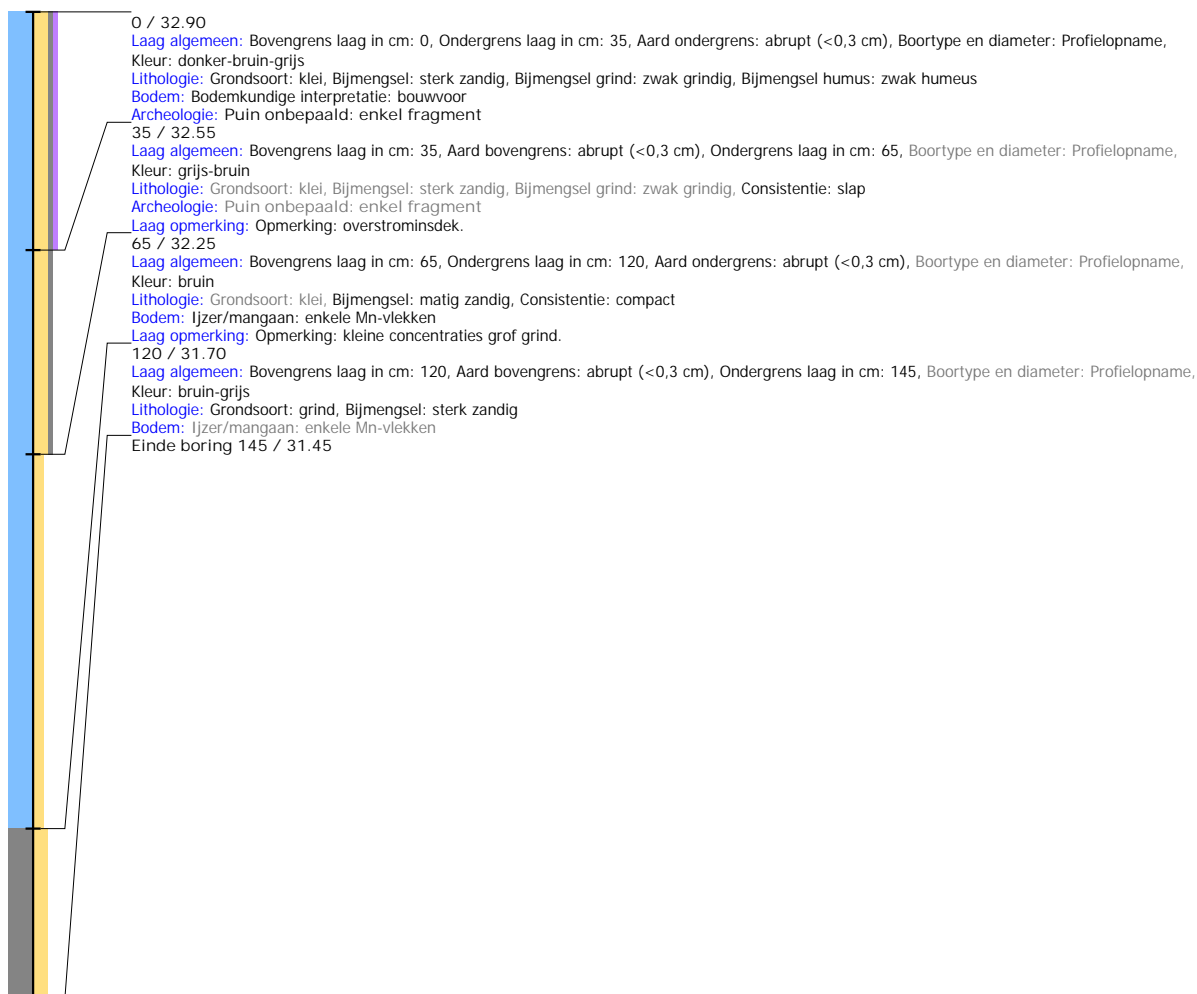 0 / 32.90
Laag algemeen: Bovengrens laag in cm: 0, Ondergrens laag in cm: 35, Aard ondergrens: abrupt (<0,3 cm), Boortype en diameter: Profielopname,
Kleur: donker-bruin-grijs
Lithologie: Grondsoort: klei, Bijmengsel: sterk zandig, Bijmengsel grind: zwak grindig, Bijmengsel humus: zwak humeus
Bodem: Bodemkundige interpretatie: bouwvoor
Archeologie: Puin onbepaald: enkel fragment
35 / 32.55
Laag algemeen: Bovengrens laag in cm: 35, Aard bovengrens: abrupt (<0,3 cm), Ondergrens laag in cm: 65, Boortype en diameter: Profielopname,
Kleur: grijs-bruin
Lithologie: Grondsoort: klei, Bijmengsel: sterk zandig, Bijmengsel grind: zwak grindig, Consistentie: slap
Archeologie: Puin onbepaald: enkel fragment
Laag opmerking: Opmerking: overstrominsdek.
65 / 32.25
Laag algemeen: Bovengrens laag in cm: 65, Ondergrens laag in cm: 120, Aard ondergrens: abrupt (<0,3 cm), Boortype en diameter: Profielopname,
Kleur: bruin
Lithologie: Grondsoort: klei, Bijmengsel: matig zandig, Consistentie: compact
Bodem: Ijzer/mangaan: enkele Mn-vlekken
Laag opmerking: Opmerking: kleine concentraties grof grind.
120 / 31.70
Laag algemeen: Bovengrens laag in cm: 120, Aard bovengrens: abrupt (<0,3 cm), Ondergrens laag in cm: 145, Boortype en diameter: Profielopname,
Kleur: bruin-grijs
Lithologie: Grondsoort: grind, Bijmengsel: sterk zandig
Bodem: Ijzer/mangaan: enkele Mn-vlekken
Einde boring 145 / 31.45